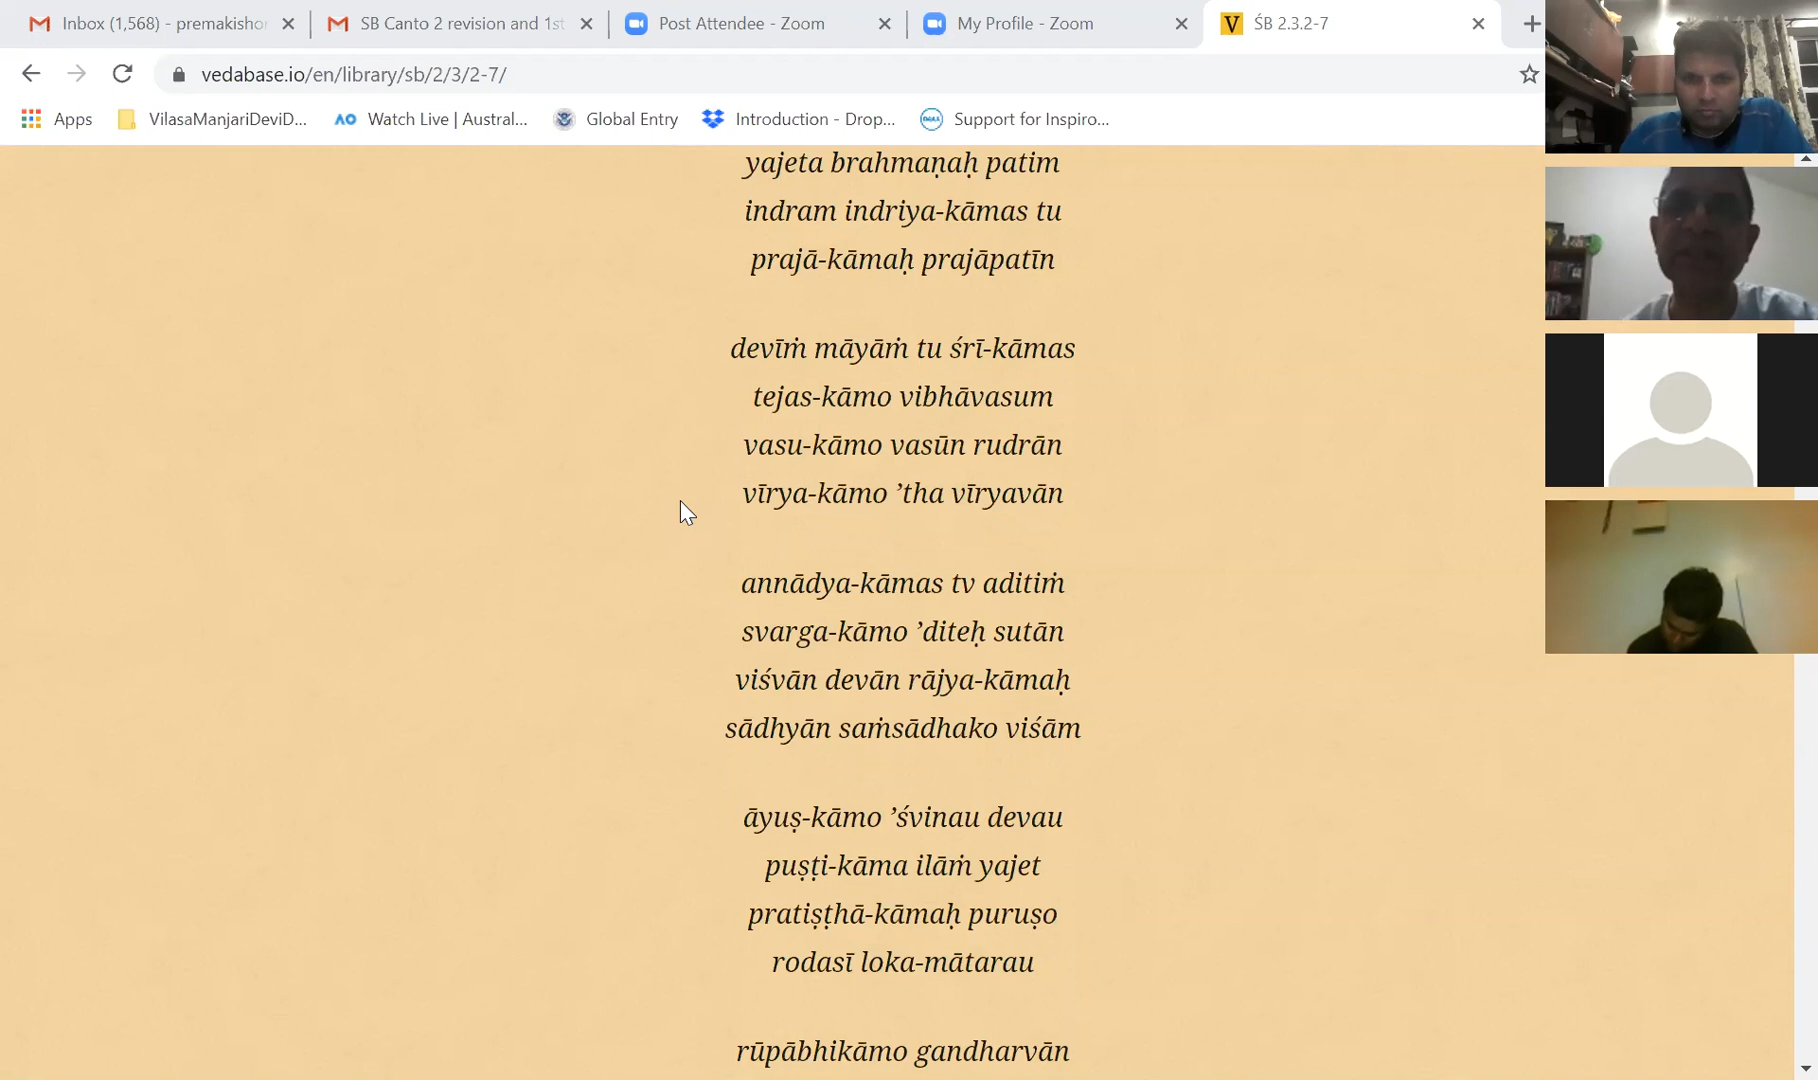 Inbox (1,568) - premakishor
SB Canto 2 revision and 1st
Post Attendee - Zoom
My Profile - Zoom
V ŚB 2.3.2-7
vedabase.io/en/library/sb/2/3/2-7/
Apps
VilasaManjariDeviD...
AO Watch Live | Austral...
Global Entry
Introduction - Drop...
DELL Support for Inspiro...
yajeta brahmaṇaḥ patim
indram indriya-kāmas tu
prajā-kāmaḥ prajāpatīn
devīṁ māyāṁ tu śrī-kāmas
tejas-kāmo vibhāvasum
vasu-kāmo vasūn rudrān
vīrya-kāmo ’tha vīryavān
annādya-kāmas tv aditiṁ
svarga-kāmo ’diteḥ sutān
viśvān devān rājya-kāmaḥ
sādhyān saṁsādhako viśām
āyuṣ-kāmo ’śvinau devau
puṣṭi-kāma ilāṁ yajet
pratiṣṭhā-kāmaḥ puruṣo
rodasī loka-mātarau
rūpābhikāmo gandharvān